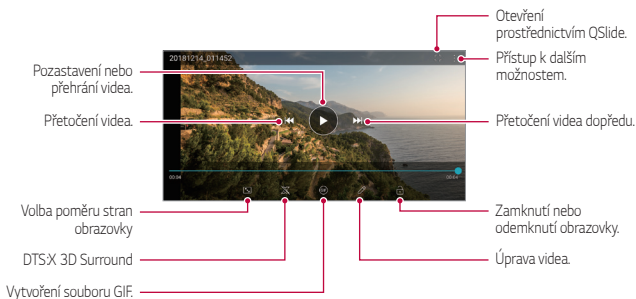 Otevření
prostřednictvím QSlide.
Přístup k dalším
možnostem.
20181214_011452
Pozastavení nebo
přehrání videa.
Přetočení videa.
Přetočení videa dopředu.
00:04
GIF
Volba poměru stran
obrazovky
Zamknutí nebo
odemknutí obrazovky.
DTS:X 3D Surround
Úprava videa.
Vytvoření souboru GIF.